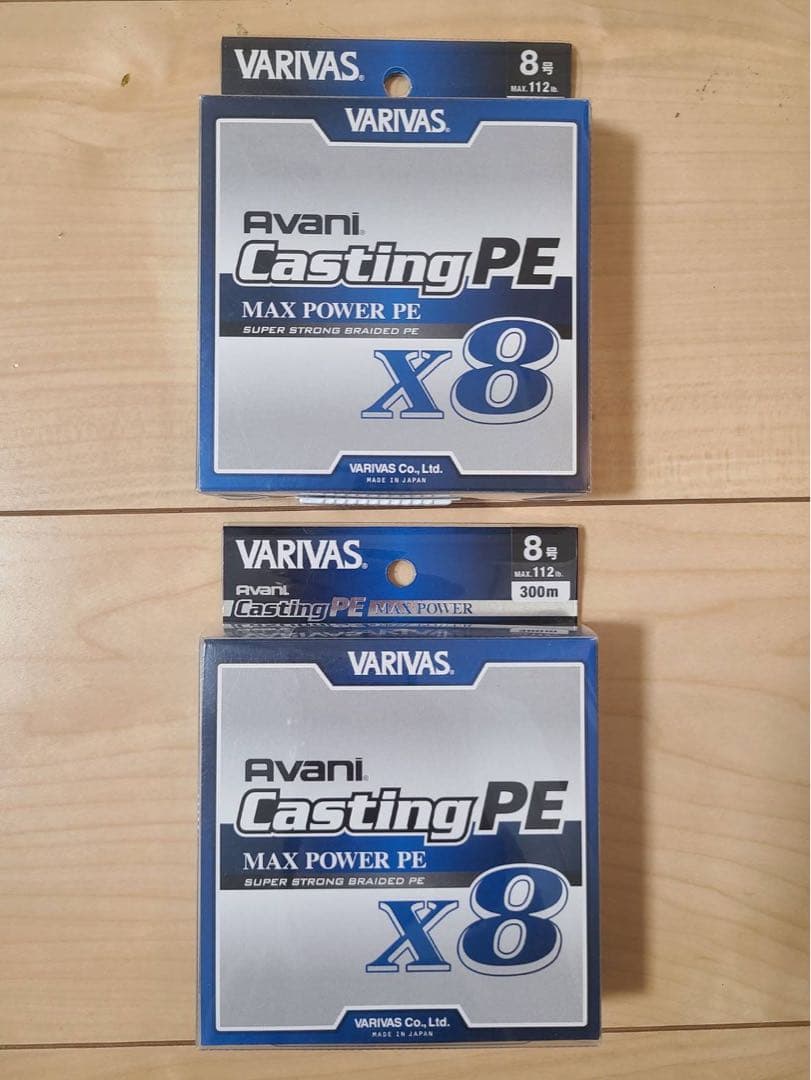 VARIVAS®
8号
MAX.112lb.
VARIVAS®
Avani®
Casting PE
MAX POWER PE
SUPER STRONG BRAIDED PE
X8
VARIVAS Co., Ltd.
MADE IN JAPAN
VARIVAS®
8号
MAX.112lb.
300m
Avani
Casting PE MAX POWER
VARIVAS®
Avani®
Casting PE
MAX POWER PE
SUPER STRONG BRAIDED PE
X8
VARIVAS Co., Ltd.
MADE IN JAPAN